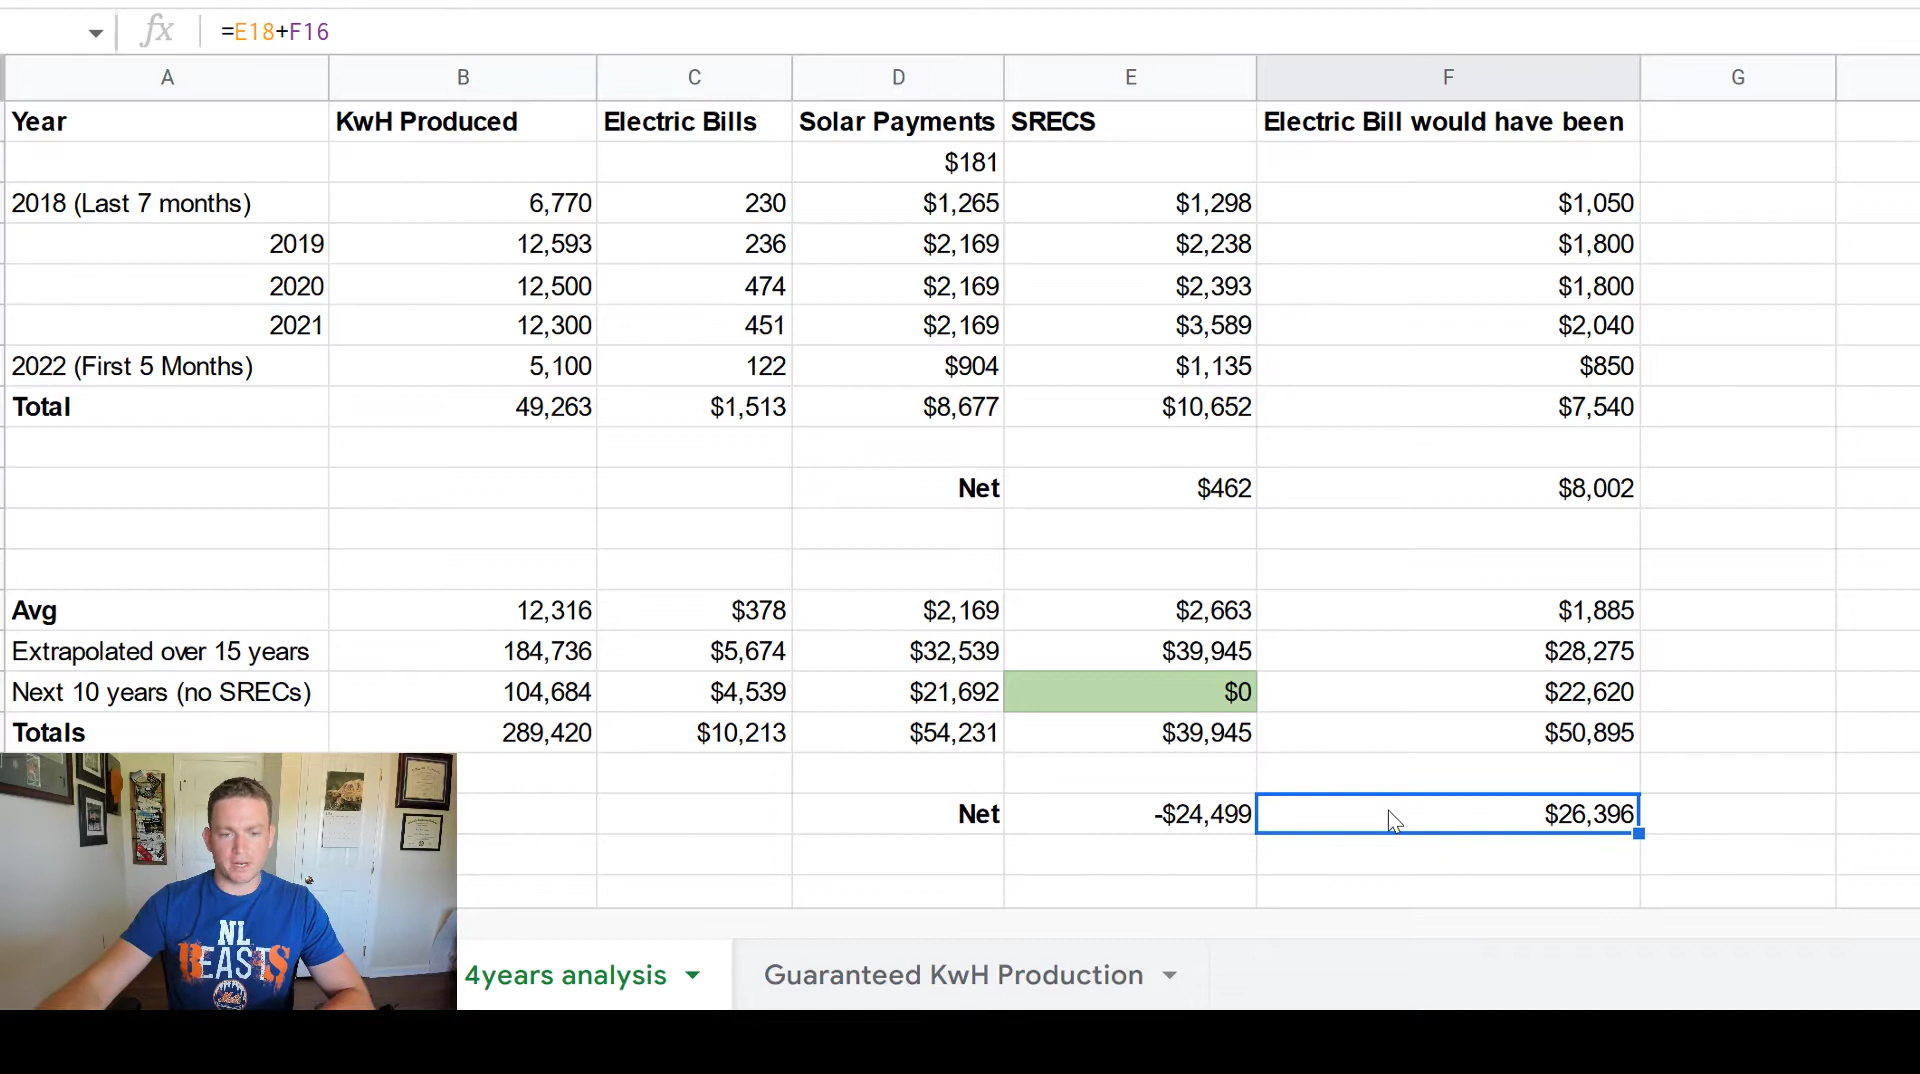 fx =E18+F16
A B C D E F G
Year KwH Produced Electric Bills Solar Payments SRECS Electric Bill would have been
$181
2018 (Last 7 months) 6,770 230 $1,265 $1,298 $1,050
2019 12,593 236 $2,169 $2,238 $1,800
2020 12,500 474 $2,169 $2,393 $1,800
2021 12,300 451 $2,169 $3,589 $2,040
2022 (First 5 Months) 5,100 122 $904 $1,135 $850
Total 49,263 $1,513 $8,677 $10,652 $7,540
Net $462 $8,002
Avg 12,316 $378 $2,169 $2,663 $1,885
Extrapolated over 15 years 184,736 $5,674 $32,539 $39,945 $28,275
Next 10 years (no SRECs) 104,684 $4,539 $21,692 $0 $22,620
Totals 289,420 $10,213 $54,231 $39,945 $50,895
Net -$24,499 $26,396
NL
BEASTS
Mets
4years analysis Guaranteed KwH Production